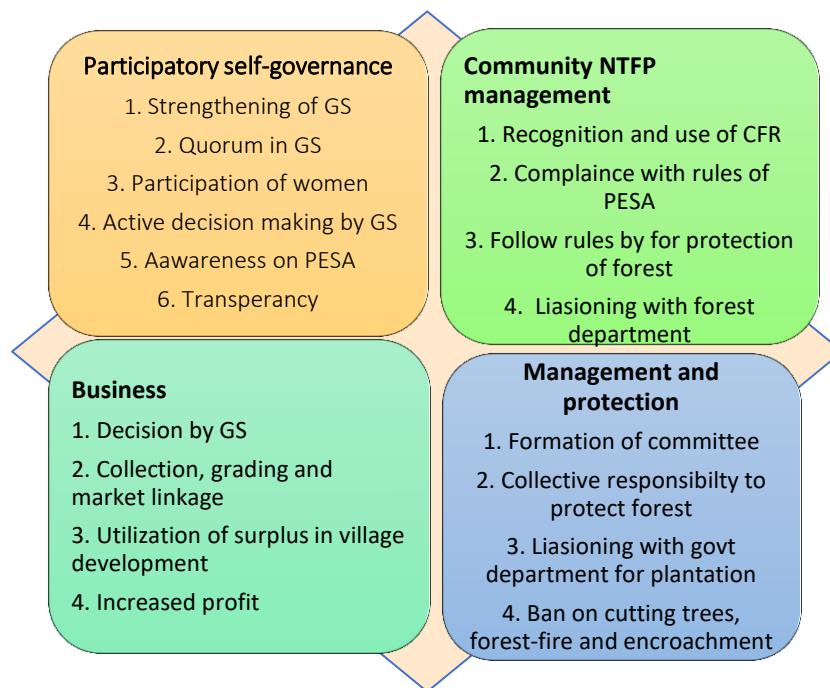 Participatory self-governance
1. Strengthening of GS
2. Quorum in GS
3. Participation of women
4. Active decision making by GS
5. Aawareness on PESA
6. Transperancy
Community NTFP
management
1. Recognition and use of CFR
2. Complaince with rules of
PESA
3. Follow rules by for protection
of forest
4. Liasioning with forest
department
Business
1. Decision by GS
2. Collection, grading and
market linkage
3. Utilization of surplus in village
development
4. Increased profit
Management and
protection
1. Formation of committee
2. Collective responsibilty to
protect forest
3. Liasioning with govt
department for plantation
4. Ban on cutting trees,
forest-fire and encroachment